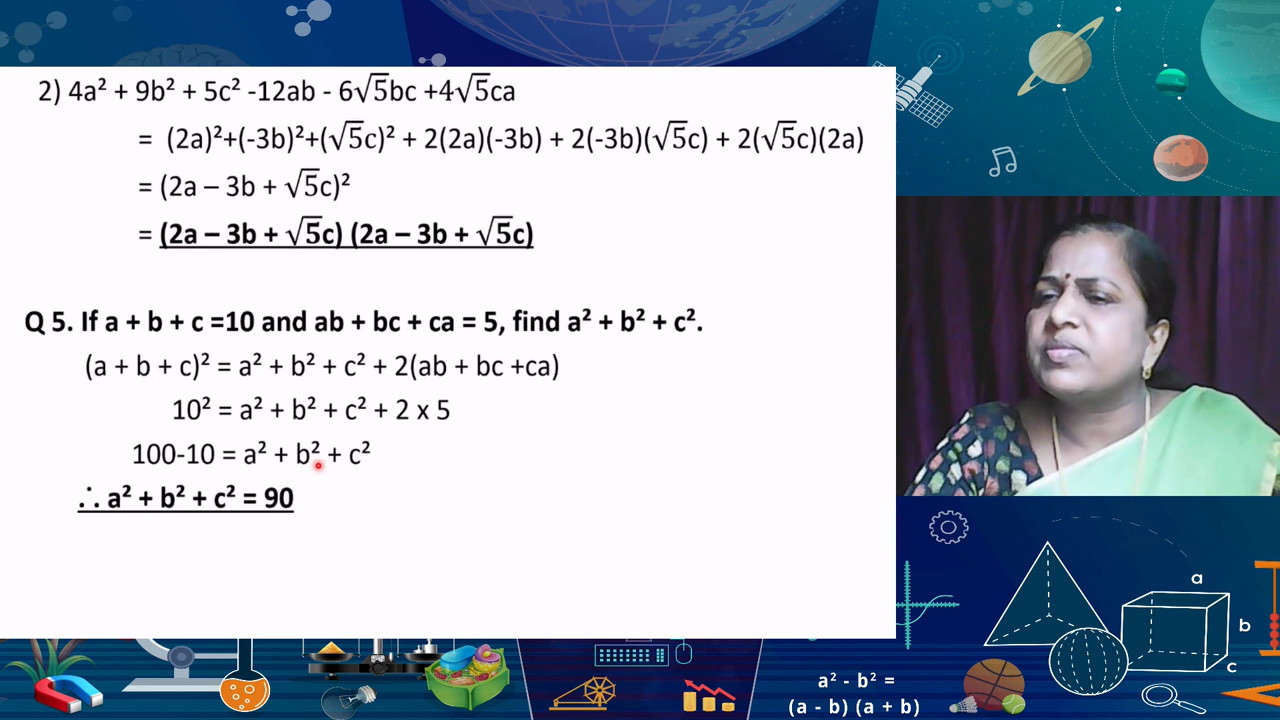 2) 4a² + 9b² + 5c² -12ab - 6√5bc +4√5ca
= (2a)²+(-3b)²+(√5c)² + 2(2a)(-3b) + 2(-3b)(√5c) + 2(√5c)(2a)
= (2a – 3b + √5c)²
= (2a – 3b + √5c) (2a – 3b + √5c)
Q 5. If a + b + c =10 and ab + bc + ca = 5, find a² + b² + c².
(a + b + c)² = a² + b² + c² + 2(ab + bc +ca)
10² = a² + b² + c² + 2 x 5
100-10 = a² + b² + c²
∴ a² + b² + c² = 90
a
b
c
a² - b² =
(a - b) (a + b)